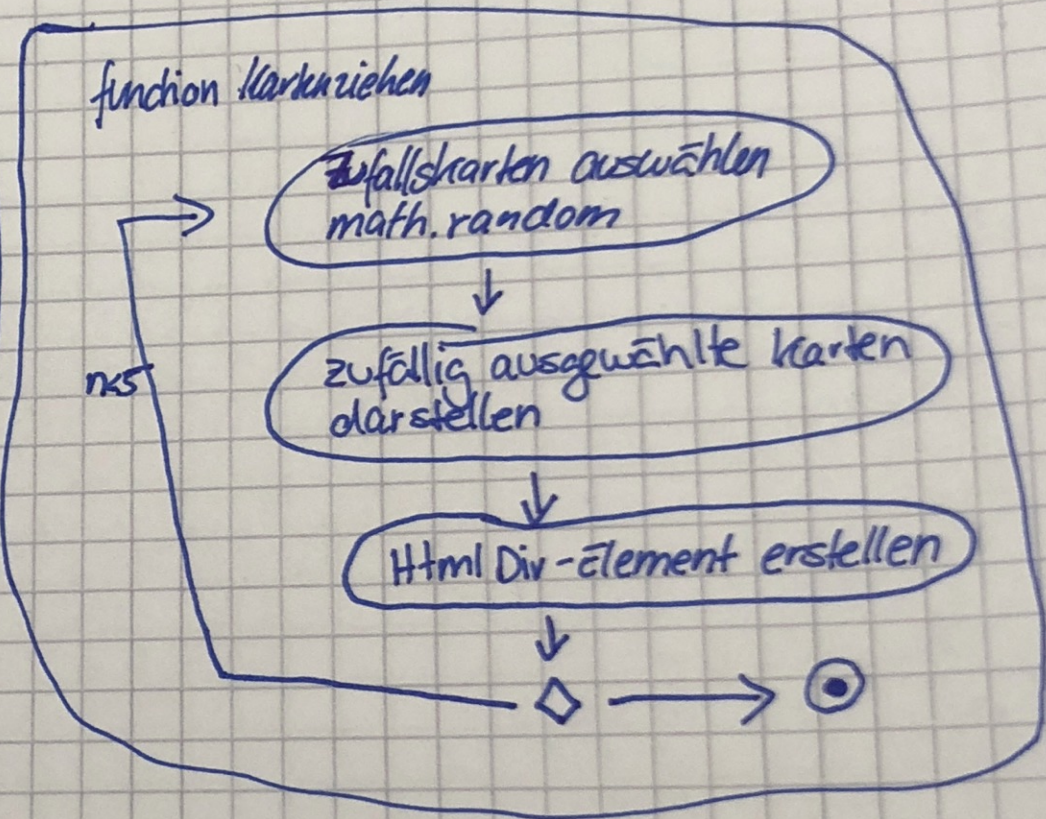 function Kartenziehen
Zufallskarten auswählen
math.random
zufällig ausgewählte Karten
darstellen
n<5
Html Div-Element erstellen